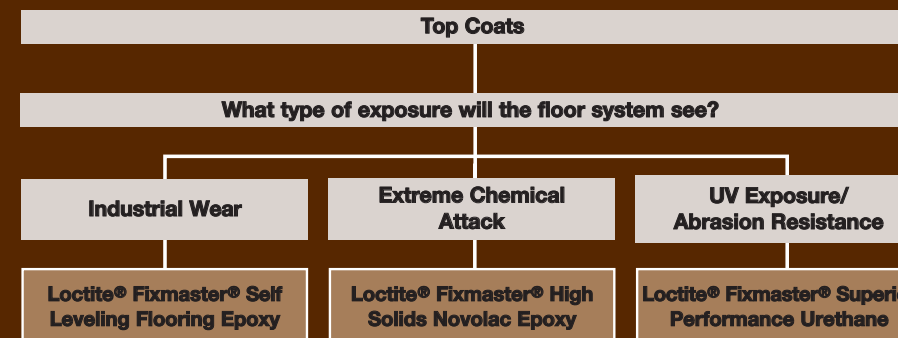 Top Coats
What type of exposure will the floor system see?
Industrial Wear
Extreme Chemical
Attack
UV Exposure/
Abrasion Resistance
Loctite® Fixmaster® Self
Leveling Flooring Epoxy
Loctite® Fixmaster® High
Solids Novolac Epoxy
Loctite® Fixmaster®
Performance Urethane